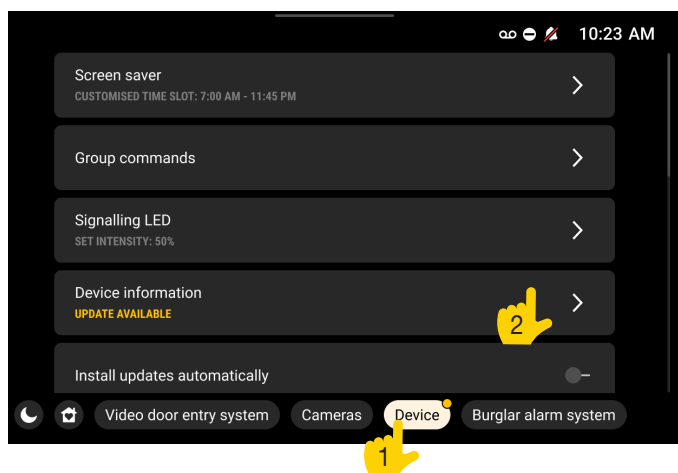 10:23 AM
Screen saver
CUSTOMISED TIME SLOT: 7:00 AM - 11:45 PM
Group commands
Signalling LED
SET INTENSITY: 50%
Device information
UPDATE AVAILABLE
2
Install updates automatically
Video door entry system Cameras Device Burglar alarm system
1